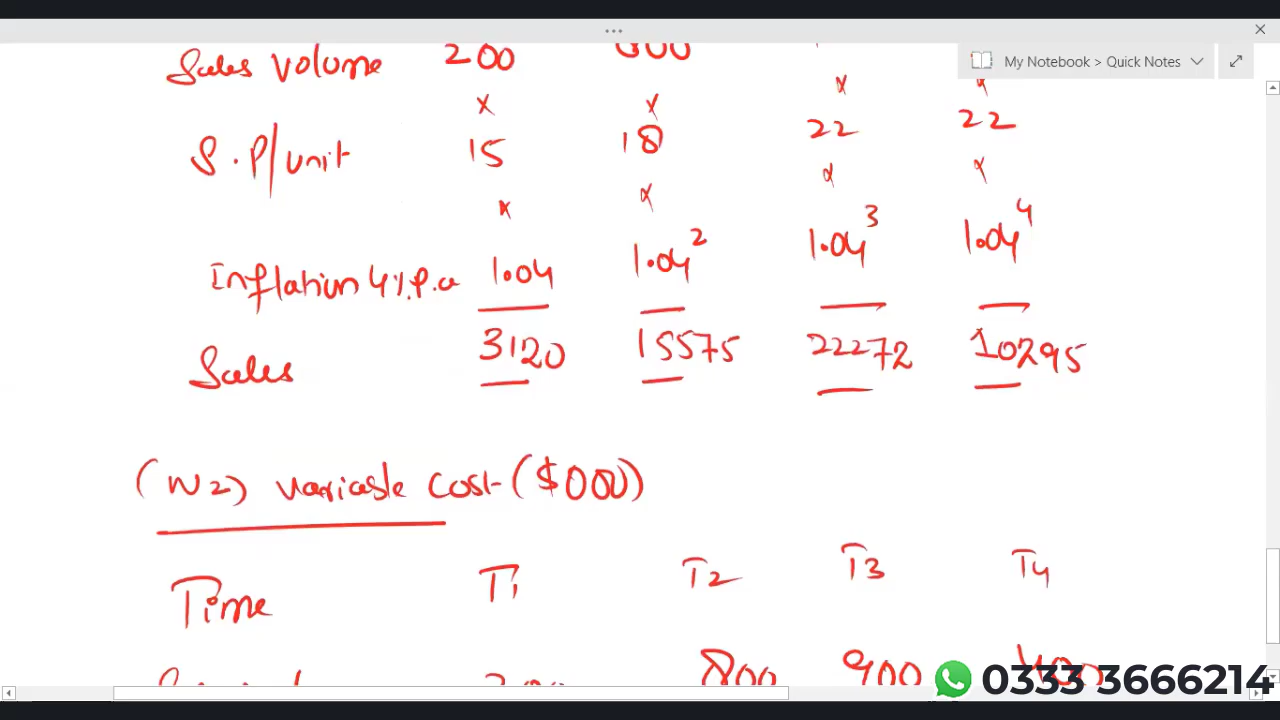 My Notebook > Quick Notes
Sales Volume 200 800
x x x x
S.P/unit 15 18 22 22
x x x x
Inflation 4% p.a 1.04 1.04² 1.04³ 1.04⁴
Sales 3120 15575 22272 10295
(W2) Variable Cost ($000)
Time T1 T2 T3 T4
800 900 400
0333 3666214